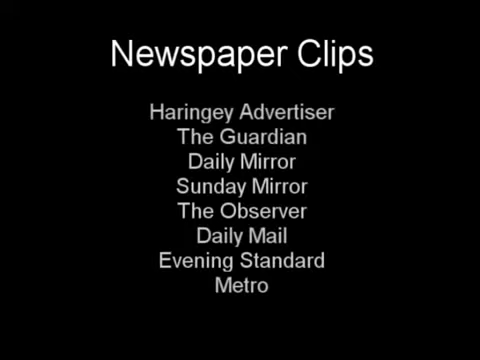 Newspaper Clips
Haringey Advertiser
The Guardian
Daily Mirror
Sunday Mirror
The Observer
Daily Mail
Evening Standard
Metro